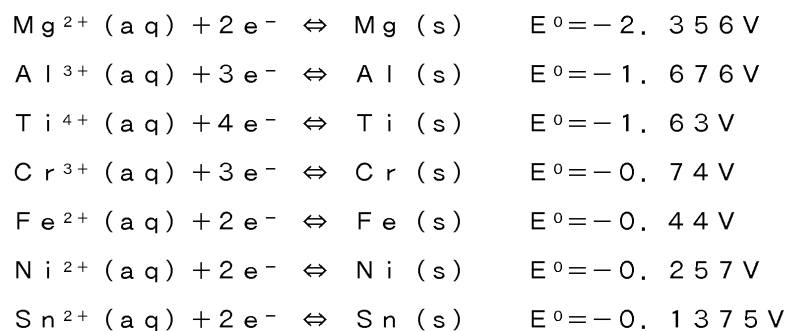 Mg²⁺(aq)+2e⁻ ⇔ Mg(s) E⁰=−2.356V
Al³⁺(aq)+3e⁻ ⇔ Al(s) E⁰=−1.676V
Ti⁴⁺(aq)+4e⁻ ⇔ Ti(s) E⁰=−1.63V
Cr³⁺(aq)+3e⁻ ⇔ Cr(s) E⁰=−0.74V
Fe²⁺(aq)+2e⁻ ⇔ Fe(s) E⁰=−0.44V
Ni²⁺(aq)+2e⁻ ⇔ Ni(s) E⁰=−0.257V
Sn²⁺(aq)+2e⁻ ⇔ Sn(s) E⁰=−0.1375V